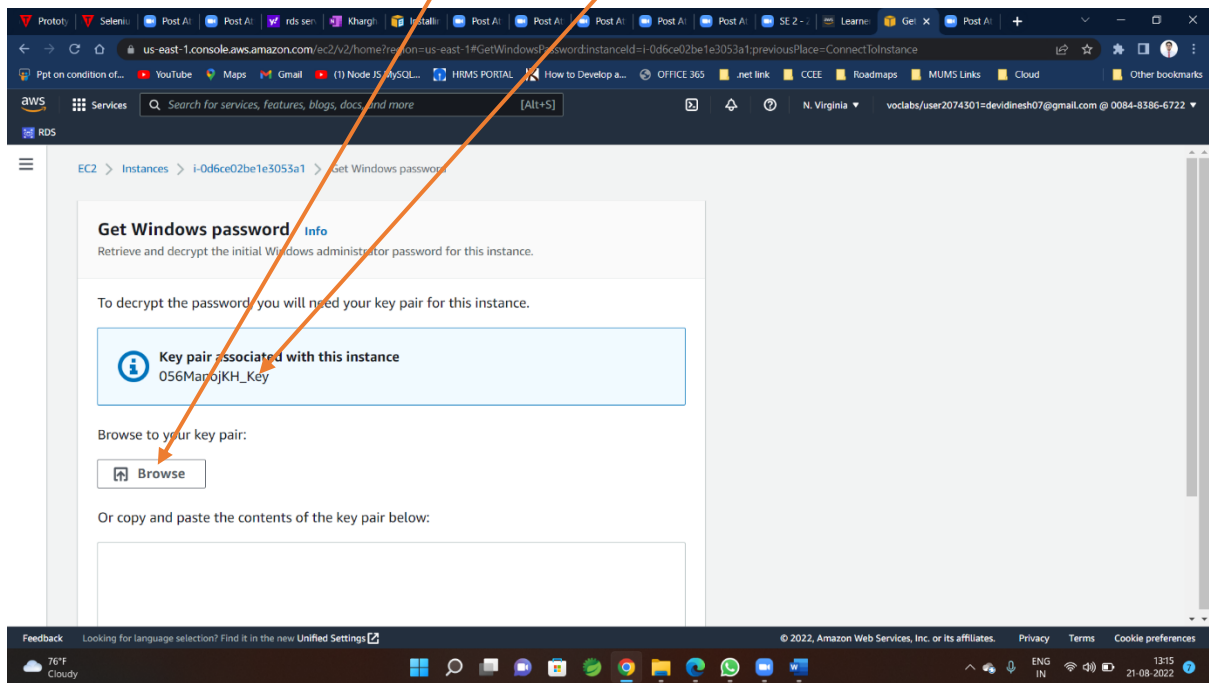 Prototy Seleniu Post At Post At rds serv Khargh Installin Post At Post At Post At Post At Post At SE 2 - 2 Learner Get Post At
us-east-1.console.aws.amazon.com/ec2/v2/home?region=us-east-1#GetWindowsPassword:instanceId=i-0d6ce02be1e3053a1;previousPlace=ConnectToInstance
Ppt on condition of... YouTube Maps Gmail (1) Node JS MySQL... HRMS PORTAL How to Develop a... OFFICE 365 .net link CCEE Roadmaps MUMS Links Cloud Other bookmarks
aws Services Search for services, features, blogs, docs, and more [Alt+S] N. Virginia ▼ voclabs/user2074301=devidinesh07@gmail.com @ 0084-8386-6722 ▼
RDS
EC2 > Instances > i-0d6ce02be1e3053a1 > Get Windows password
Get Windows password Info
Retrieve and decrypt the initial Windows administrator password for this instance.
To decrypt the password, you will need your key pair for this instance.
Key pair associated with this instance
056ManojKH_Key
Browse to your key pair:
Browse
Or copy and paste the contents of the key pair below:
Feedback Looking for language selection? Find it in the new Unified Settings © 2022, Amazon Web Services, Inc. or its affiliates. Privacy Terms Cookie preferences
76°F
Cloudy
ENG
IN
13:15
21-08-2022
7